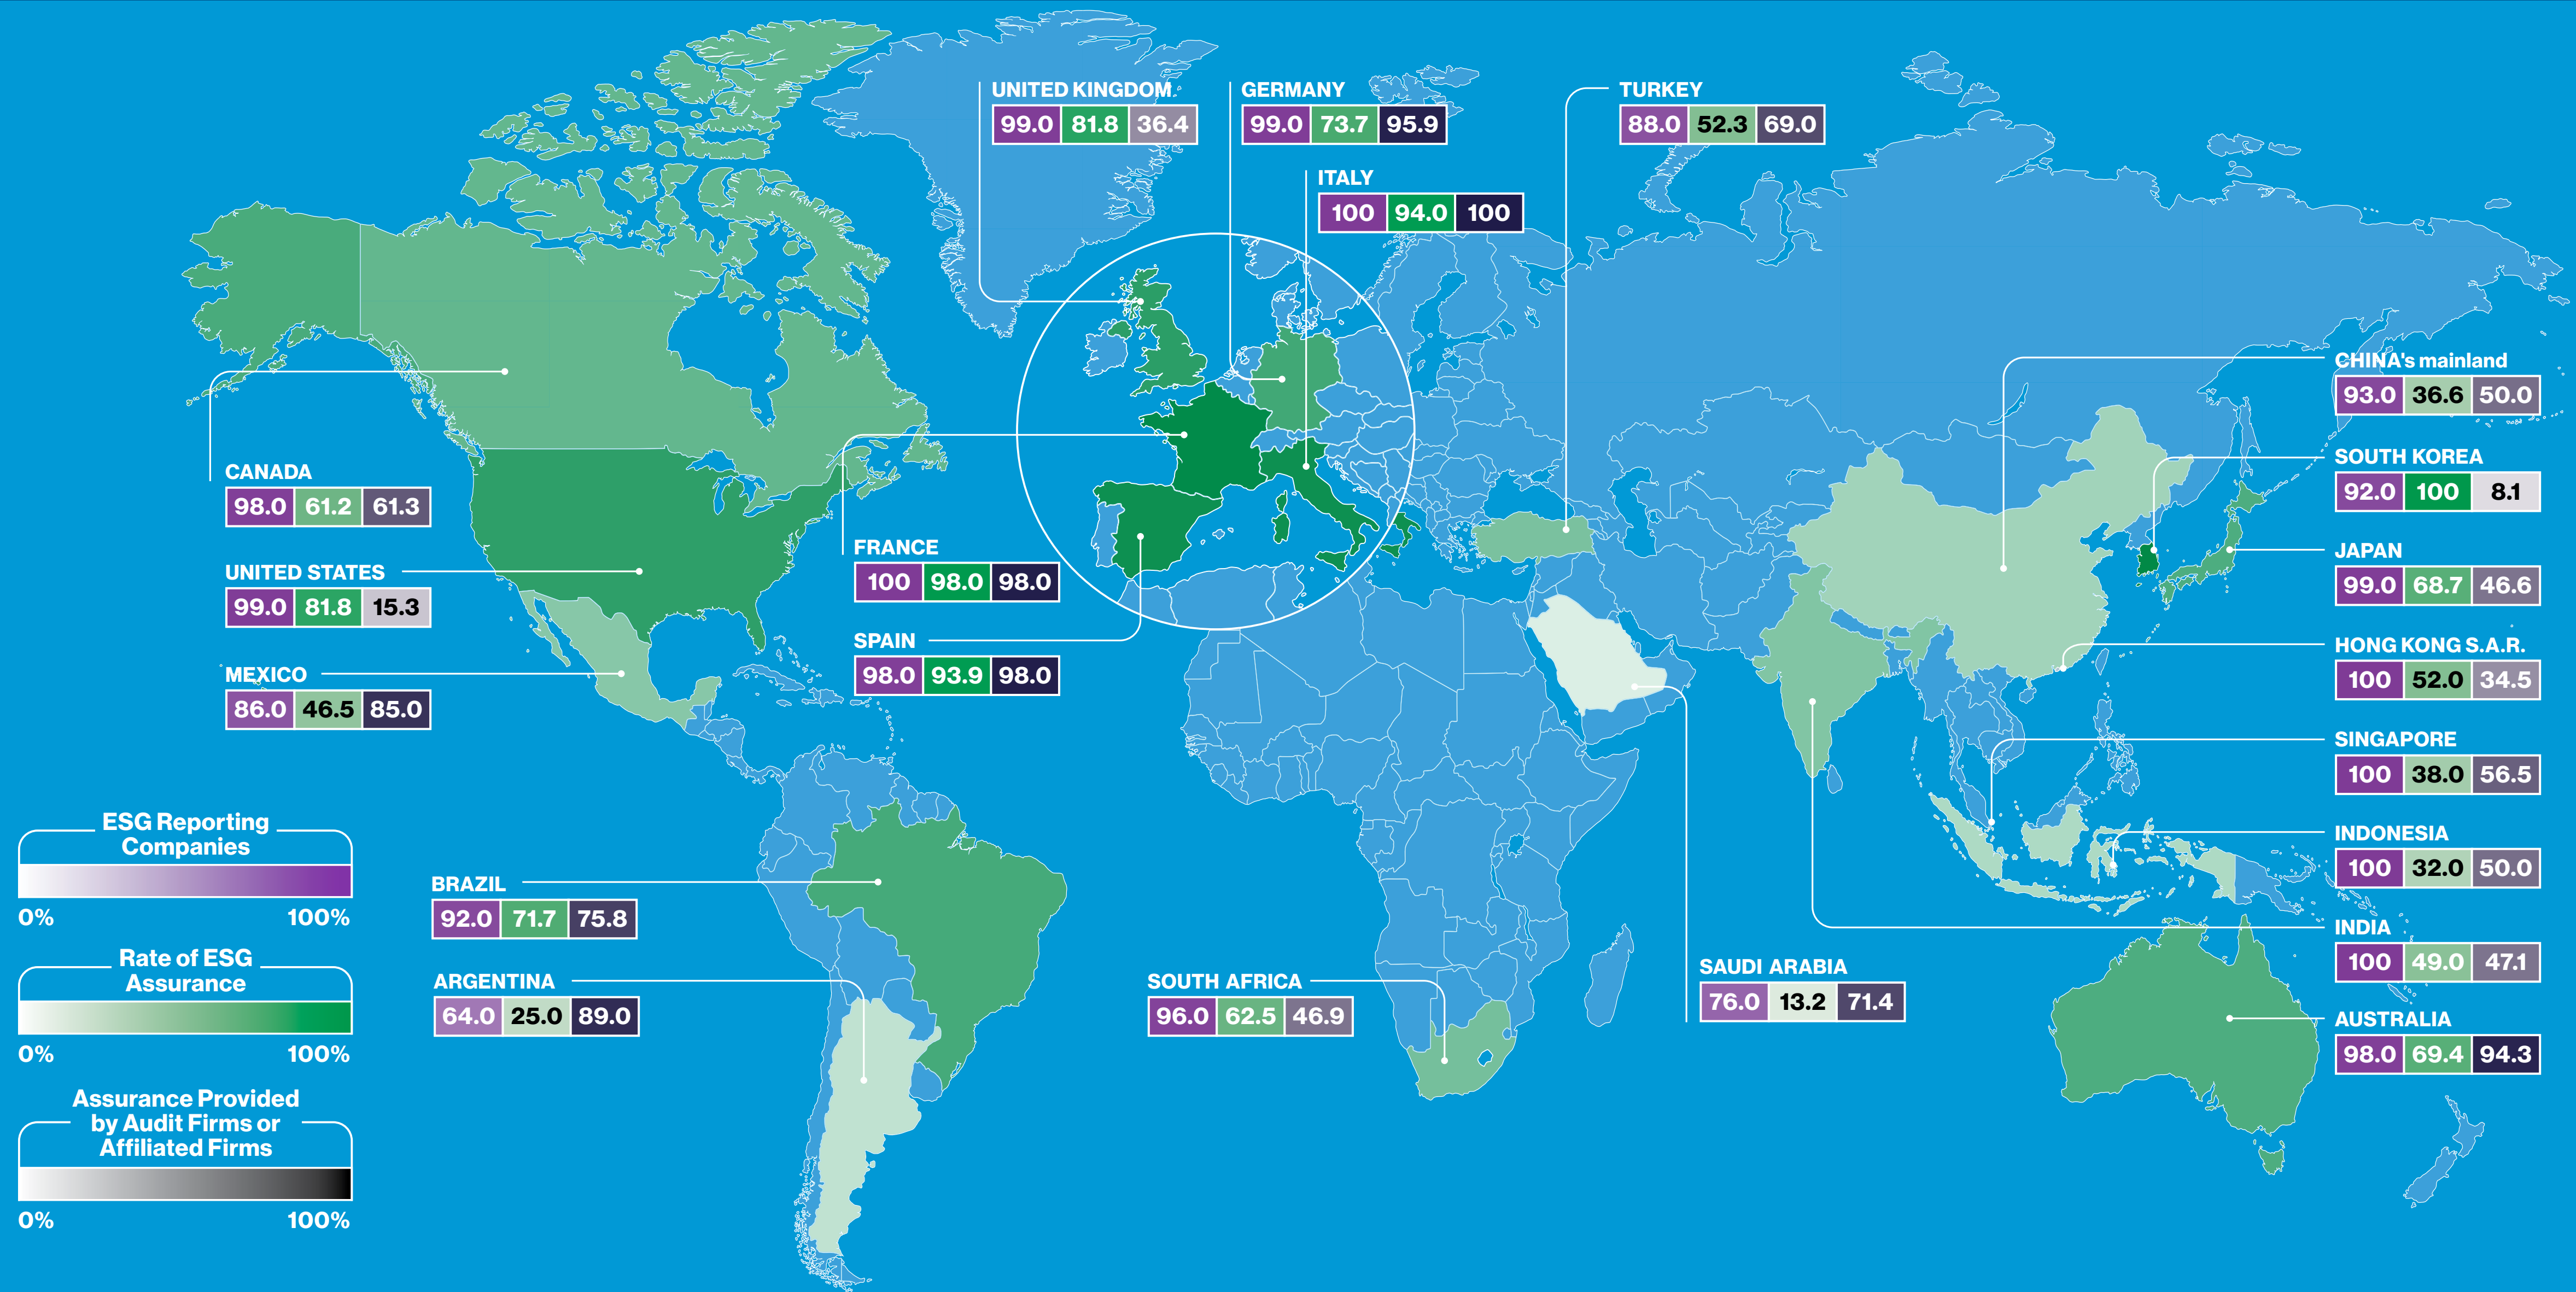 UNITED KINGDOM
99.0 81.8 36.4
GERMANY
99.0 73.7 95.9
TURKEY
88.0 52.3 69.0
ITALY
100 94.0 100
CANADA
98.0 61.2 61.3
UNITED STATES
99.0 81.8 15.3
MEXICO
86.0 46.5 85.0
FRANCE
100 98.0 98.0
SPAIN
98.0 93.9 98.0
CHINA's mainland
93.0 36.6 50.0
SOUTH KOREA
92.0 100 8.1
JAPAN
99.0 68.7 46.6
HONG KONG S.A.R.
100 52.0 34.5
SINGAPORE
100 38.0 56.5
INDONESIA
100 32.0 50.0
INDIA
100 49.0 47.1
AUSTRALIA
98.0 69.4 94.3
BRAZIL
92.0 71.7 75.8
ARGENTINA
64.0 25.0 89.0
SOUTH AFRICA
96.0 62.5 46.9
SAUDI ARABIA
76.0 13.2 71.4
ESG Reporting
Companies
0% 100%
Rate of ESG
Assurance
0% 100%
Assurance Provided
by Audit Firms or
Affiliated Firms
0% 100%